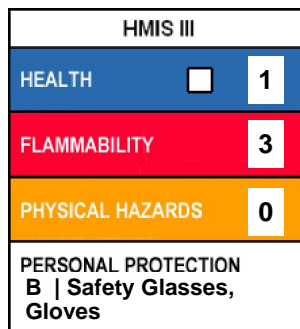 HMIS III
HEALTH 1
FLAMMABILITY 3
PHYSICAL HAZARDS 0
PERSONAL PROTECTION
B | Safety Glasses,
Gloves